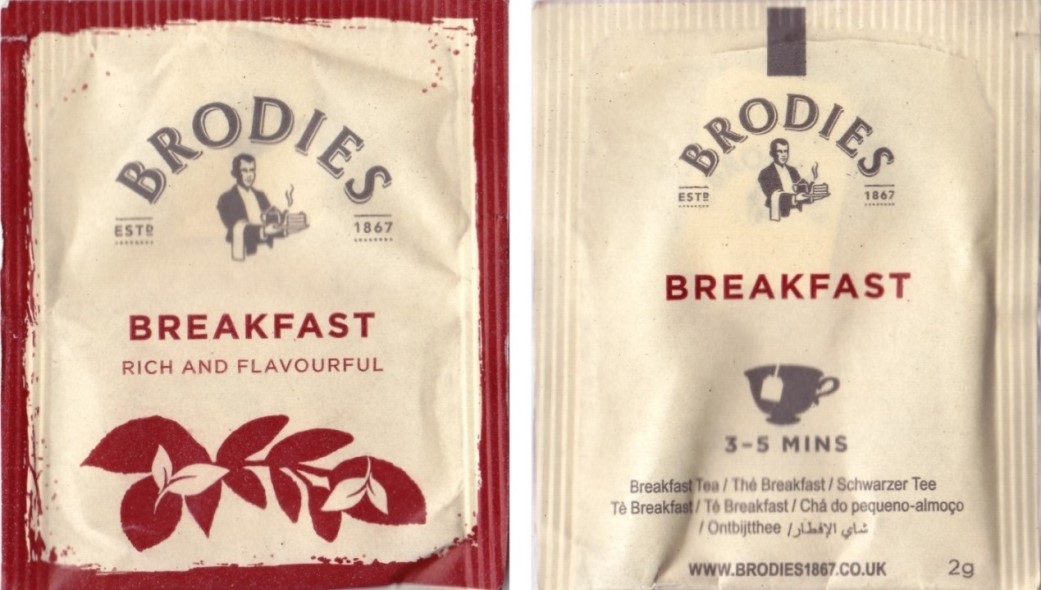 BRODIES
ESTD 1867
BREAKFAST
RICH AND FLAVOURFUL
BRODIES
ESTD 1867
BREAKFAST
3-5 MINS
Breakfast Tea / Thé Breakfast / Schwarzer Tee
Tè Breakfast / Té Breakfast / Chá do pequeno-almoço
/ Ontbijtthee /شاي الإفطار
WWW.BRODIES1867.CO.UK 2g